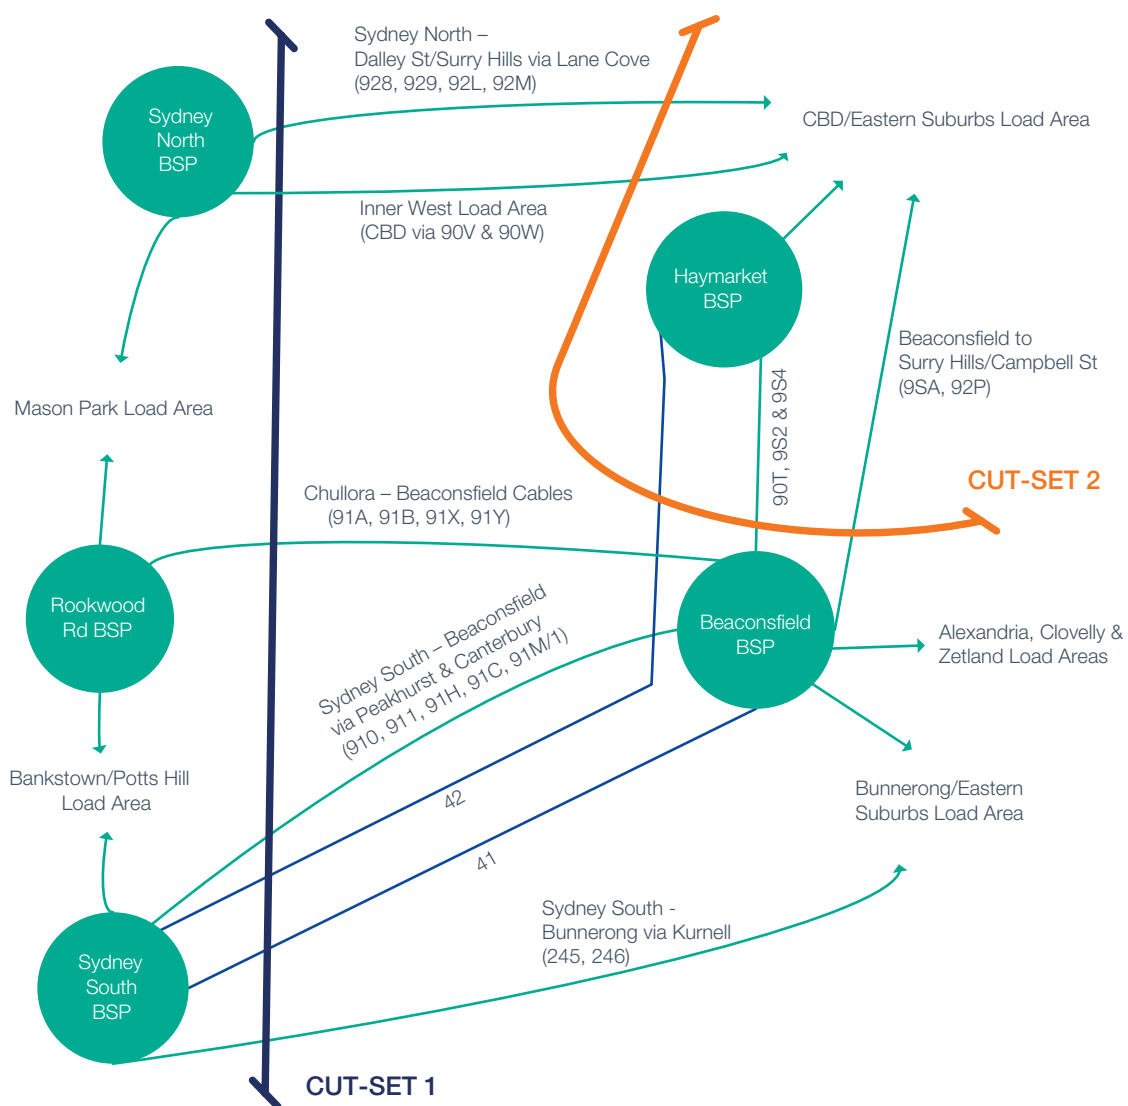 Sydney North –
Dalley St/Surry Hills via Lane Cove
(928, 929, 92L, 92M)
Sydney
North
BSP
CBD/Eastern Suburbs Load Area
Inner West Load Area
(CBD via 90V & 90W)
Haymarket
BSP
Beaconsfield to
Surry Hills/Campbell St
(9SA, 92P)
Mason Park Load Area
90T, 9S2 & 9S4
CUT-SET 2
Chullora – Beaconsfield Cables
(91A, 91B, 91X, 91Y)
Rookwood
Rd BSP
Beaconsfield
BSP
Alexandria, Clovelly &
Zetland Load Areas
Sydney South – Beaconsfield
via Peakhurst & Canterbury
(910, 911, 91H, 91C, 91M/1)
Bankstown/Potts Hill
Load Area
42
41
Bunnerong/Eastern
Suburbs Load Area
Sydney South -
Bunnerong via Kurnell
(245, 246)
Sydney
South
BSP
CUT-SET 1